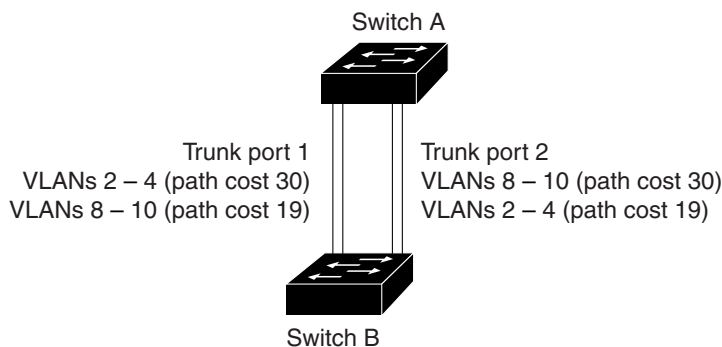 Switch A
Trunk port 1
VLANs 2 – 4 (path cost 30)
VLANs 8 – 10 (path cost 19)
Trunk port 2
VLANs 8 – 10 (path cost 30)
VLANs 2 – 4 (path cost 19)
Switch B